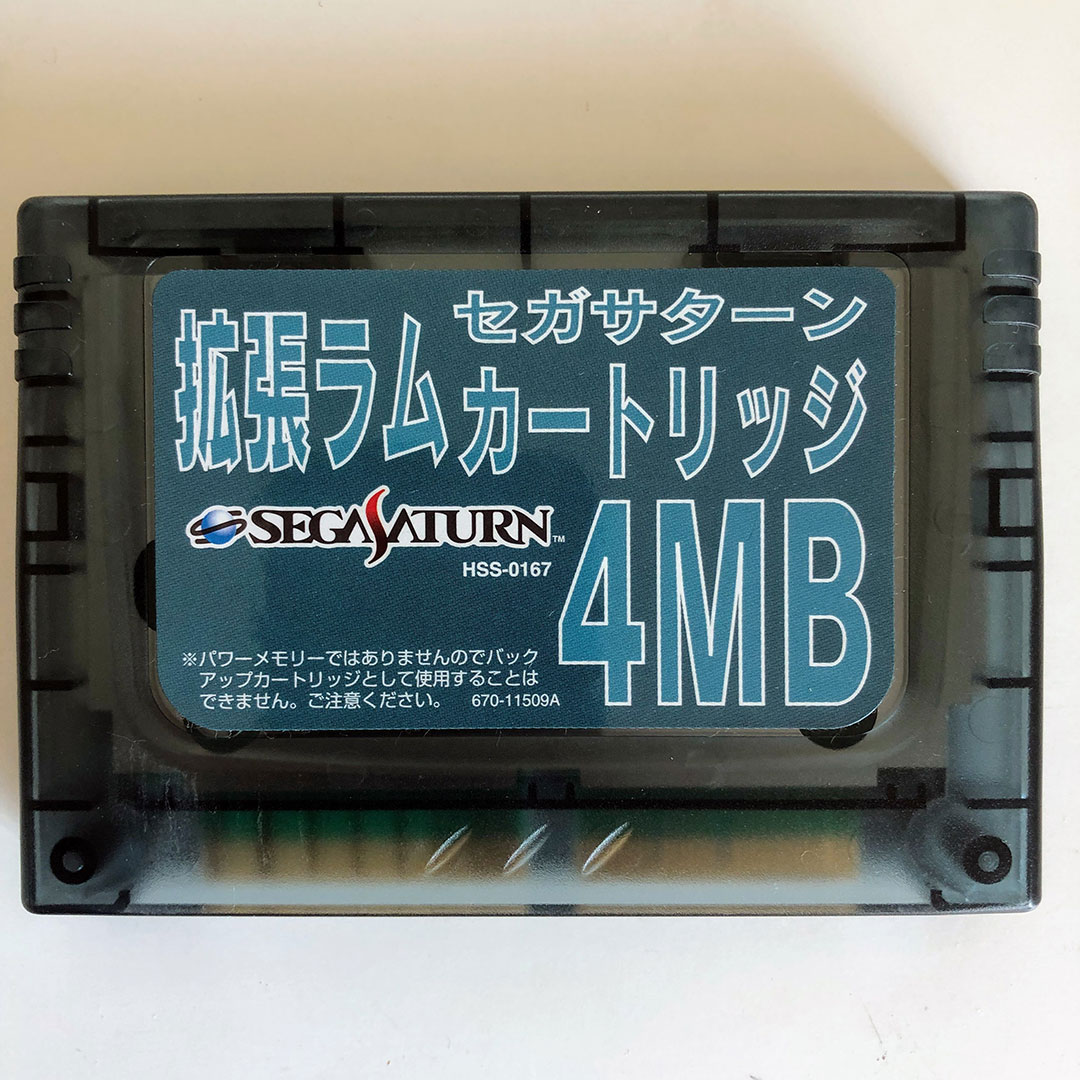 セガサターン
拡張ラムカートリッジ
SEGASATURN™
HSS-0167
4MB
※パワーメモリーではありませんのでバック
アップカートリッジとして使用することは
できません。ご注意ください。 670-11509A